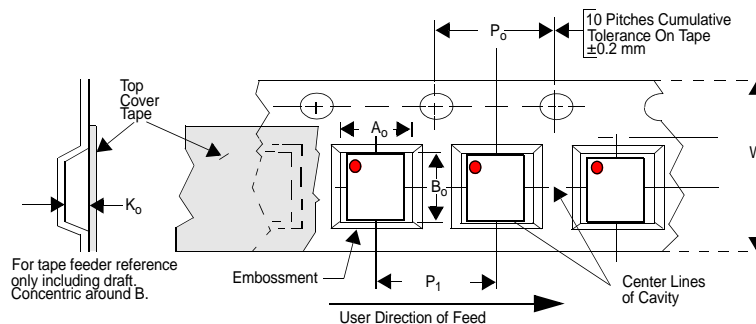 Po
10 Pitches Cumulative
Tolerance On Tape
±0.2 mm
Top
Cover
Tape
Ao
W
Bo
Ko
For tape feeder reference
only including draft.
Concentric around B.
Embossment
P1
Center Lines
of Cavity
User Direction of Feed